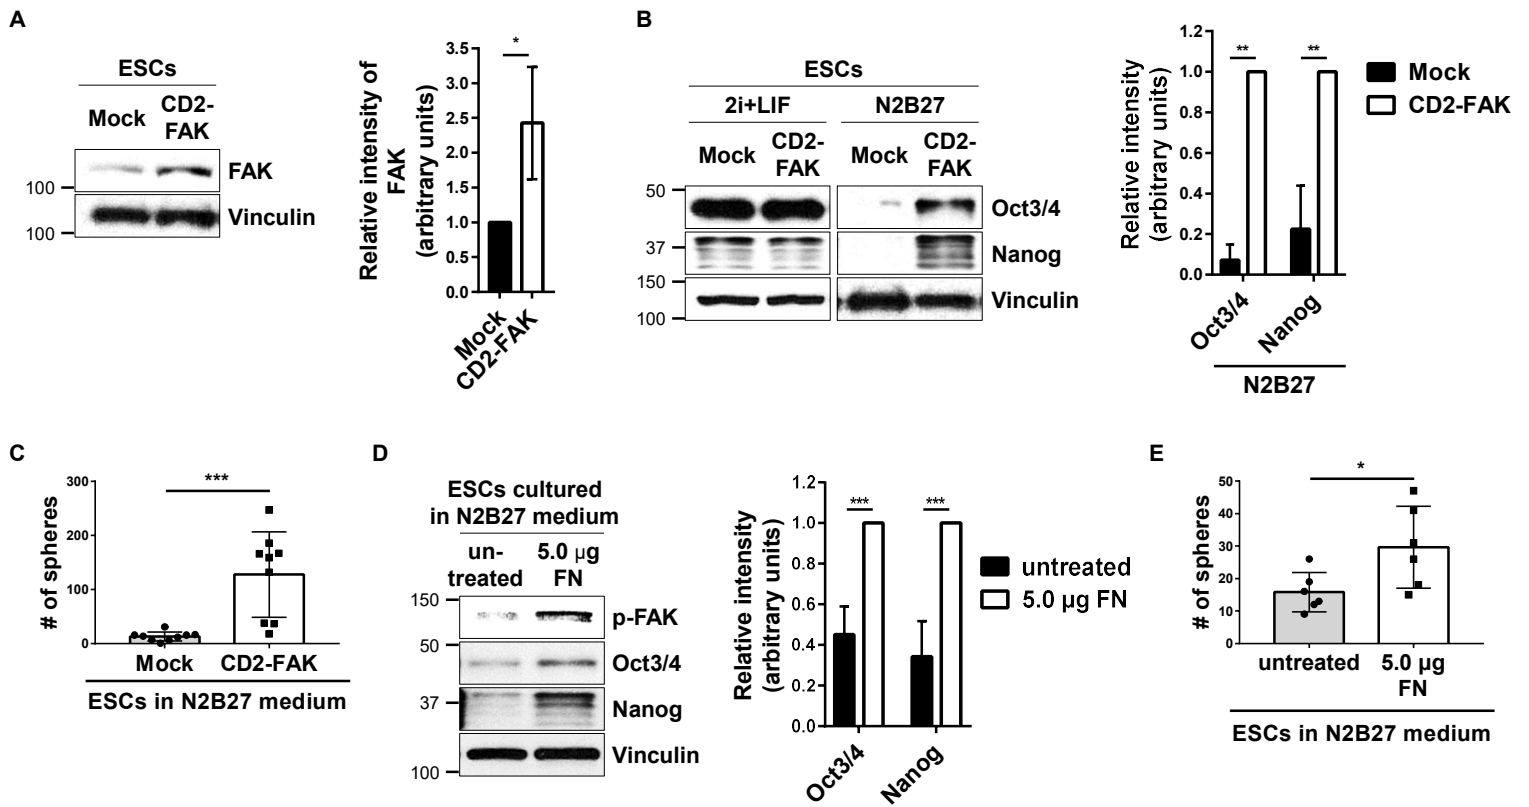 A
ESCs
Mock
CD2-
FAK
FAK
100
Vinculin
100
Relative intensity of
FAK
(arbitrary units)
3.5
3.0
2.5
2.0
1.5
1.0
0.5
0.0
*
Mock
CD2-FAK
B
ESCs
2i+LIF
N2B27
Mock
CD2-
FAK
Mock
CD2-
FAK
50
Oct3/4
37
Nanog
150
Vinculin
100
Relative intensity
(arbitrary units)
1.2
1.0
0.8
0.6
0.4
0.2
0.0
**
**
Oct3/4
Nanog
N2B27
Mock
CD2-FAK
C
# of spheres
300
200
100
0
***
Mock
CD2-FAK
ESCs in N2B27 medium
D
ESCs cultured
in N2B27 medium
un-
treated
5.0 µg
FN
150
p-FAK
50
Oct3/4
37
Nanog
Vinculin
100
Relative intensity
(arbitrary units)
1.2
1.0
0.8
0.6
0.4
0.2
0.0
***
***
Oct3/4
Nanog
untreated
5.0 µg FN
E
# of spheres
50
40
30
20
10
0
*
untreated
5.0 µg
FN
ESCs in N2B27 medium